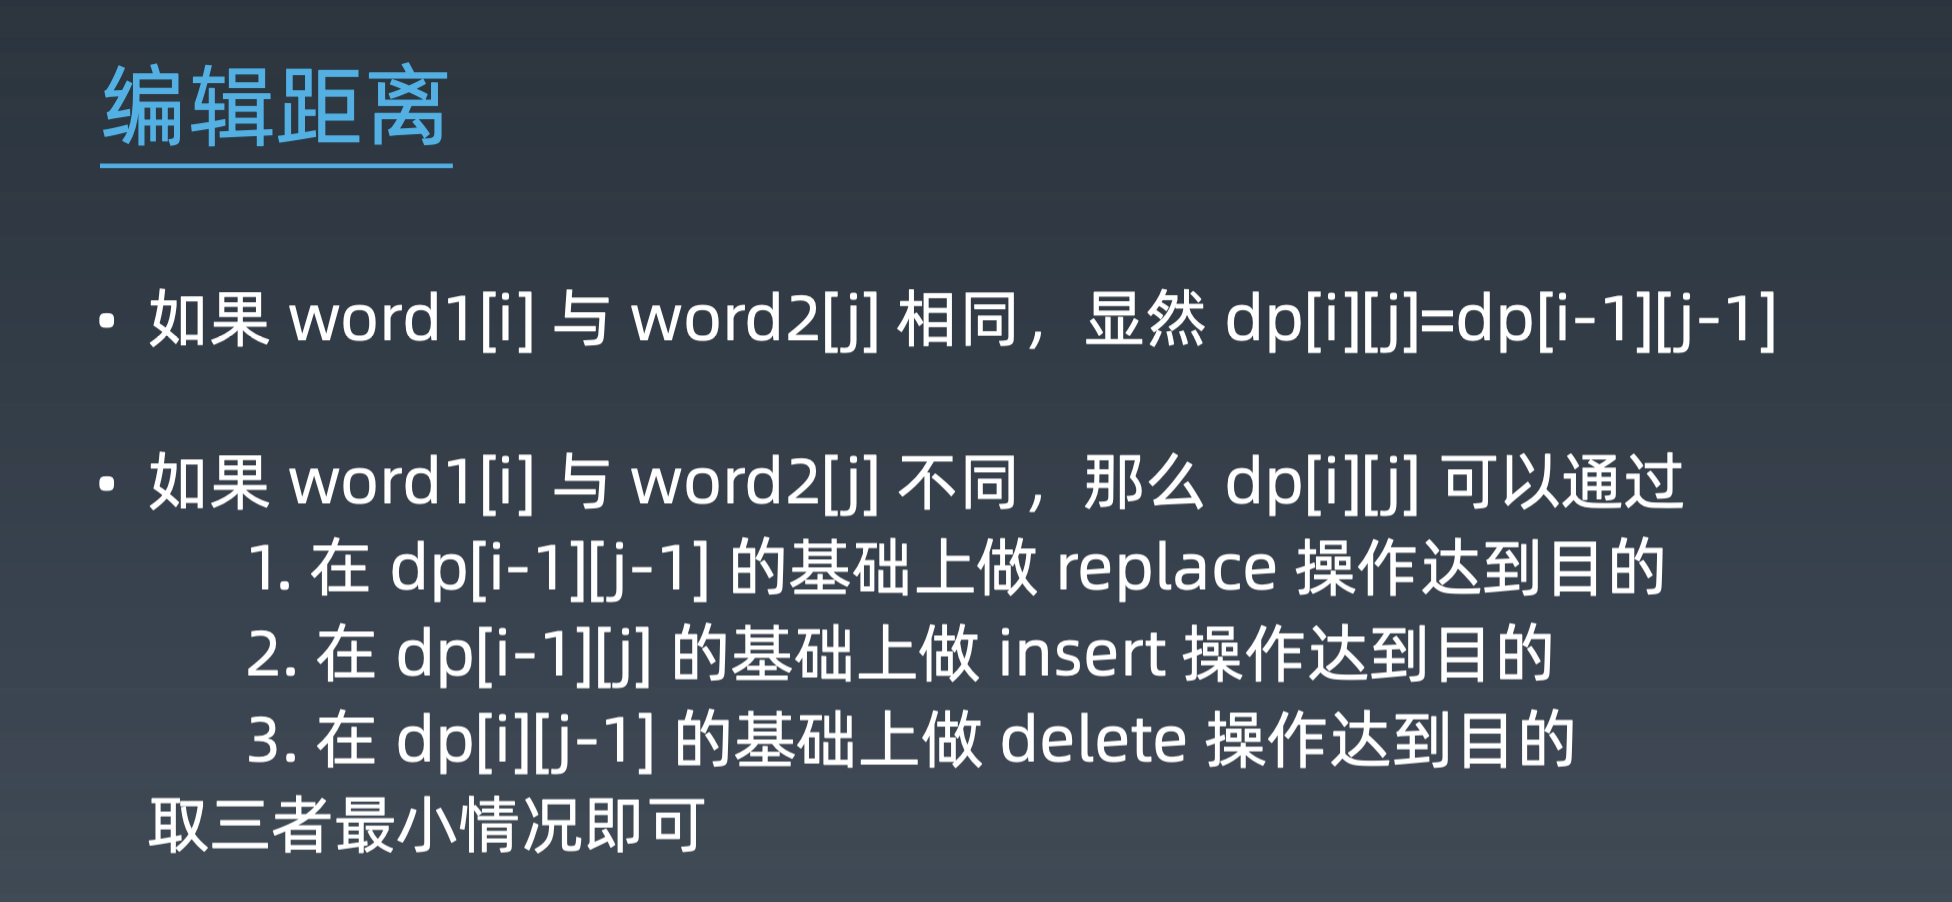 编辑距离
• 如果 word1[i] 与 word2[j] 相同，显然 dp[i][j]=dp[i-1][j-1]
• 如果 word1[i] 与 word2[j] 不同，那么 dp[i][j] 可以通过
1. 在 dp[i-1][j-1] 的基础上做 replace 操作达到目的
2. 在 dp[i-1][j] 的基础上做 insert 操作达到目的
3. 在 dp[i][j-1] 的基础上做 delete 操作达到目的
取三者最小情况即可